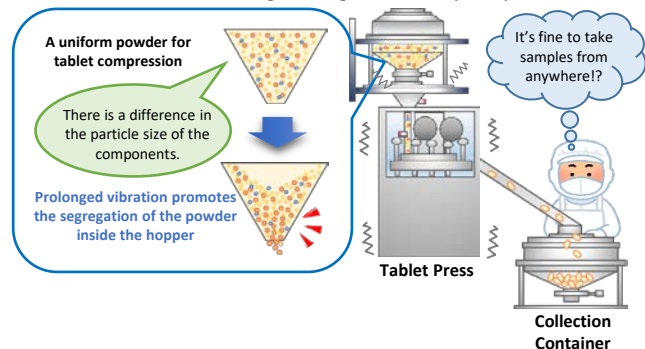 A uniform powder for
tablet compression
There is a difference in
the particle size of the
components.
Prolonged vibration promotes
the segregation of the powder
inside the hopper
It's fine to take
samples from
anywhere!?
Tablet Press
Collection
Container